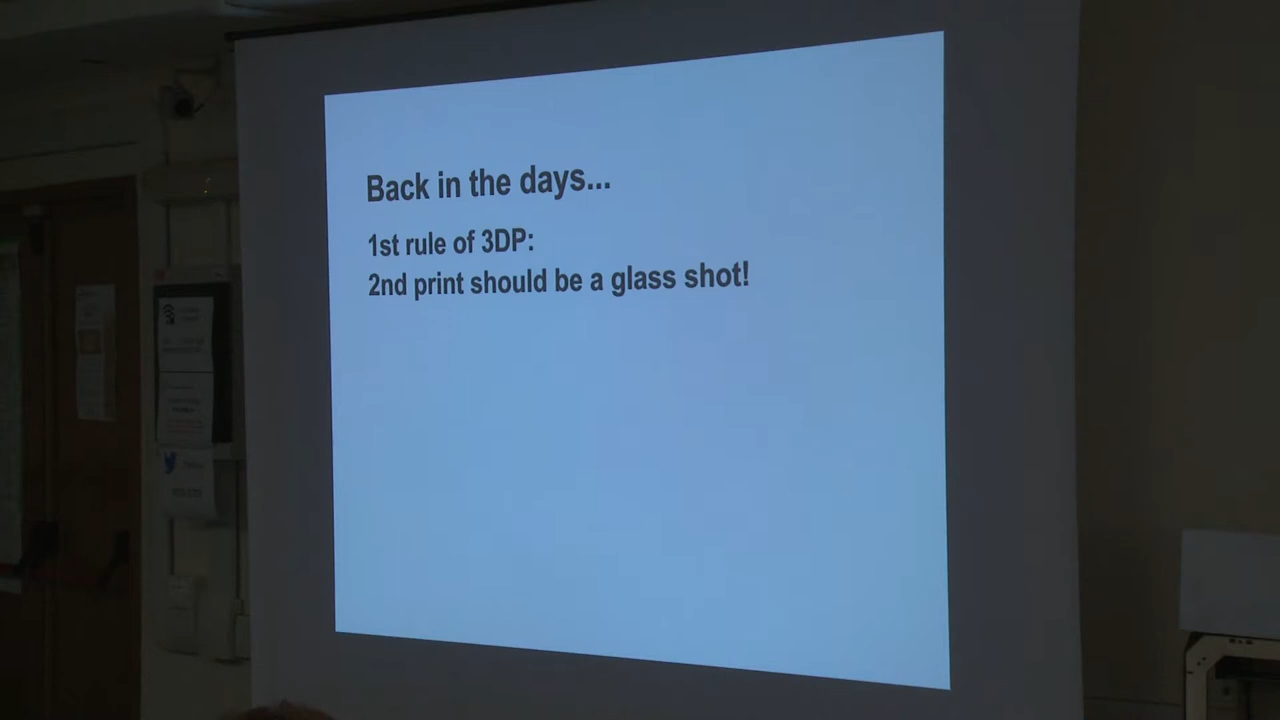 Back in the days...
1st rule of 3DP:
2nd print should be a glass shot!